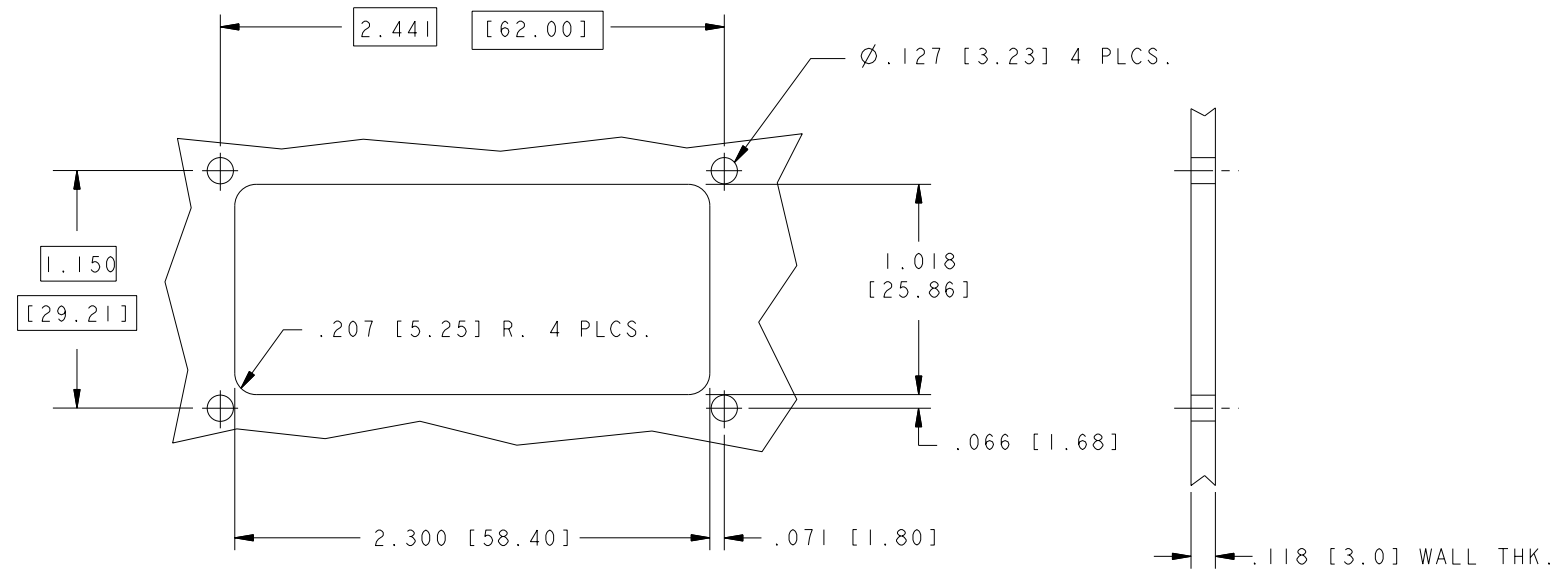 2.441 [62.00]
Ø.127 [3.23] 4 PLCS.
1.150
[29.21]
1.018
[25.86]
.207 [5.25] R. 4 PLCS.
.066 [1.68]
2.300 [58.40]
.071 [1.80]
.118 [3.0] WALL THK.